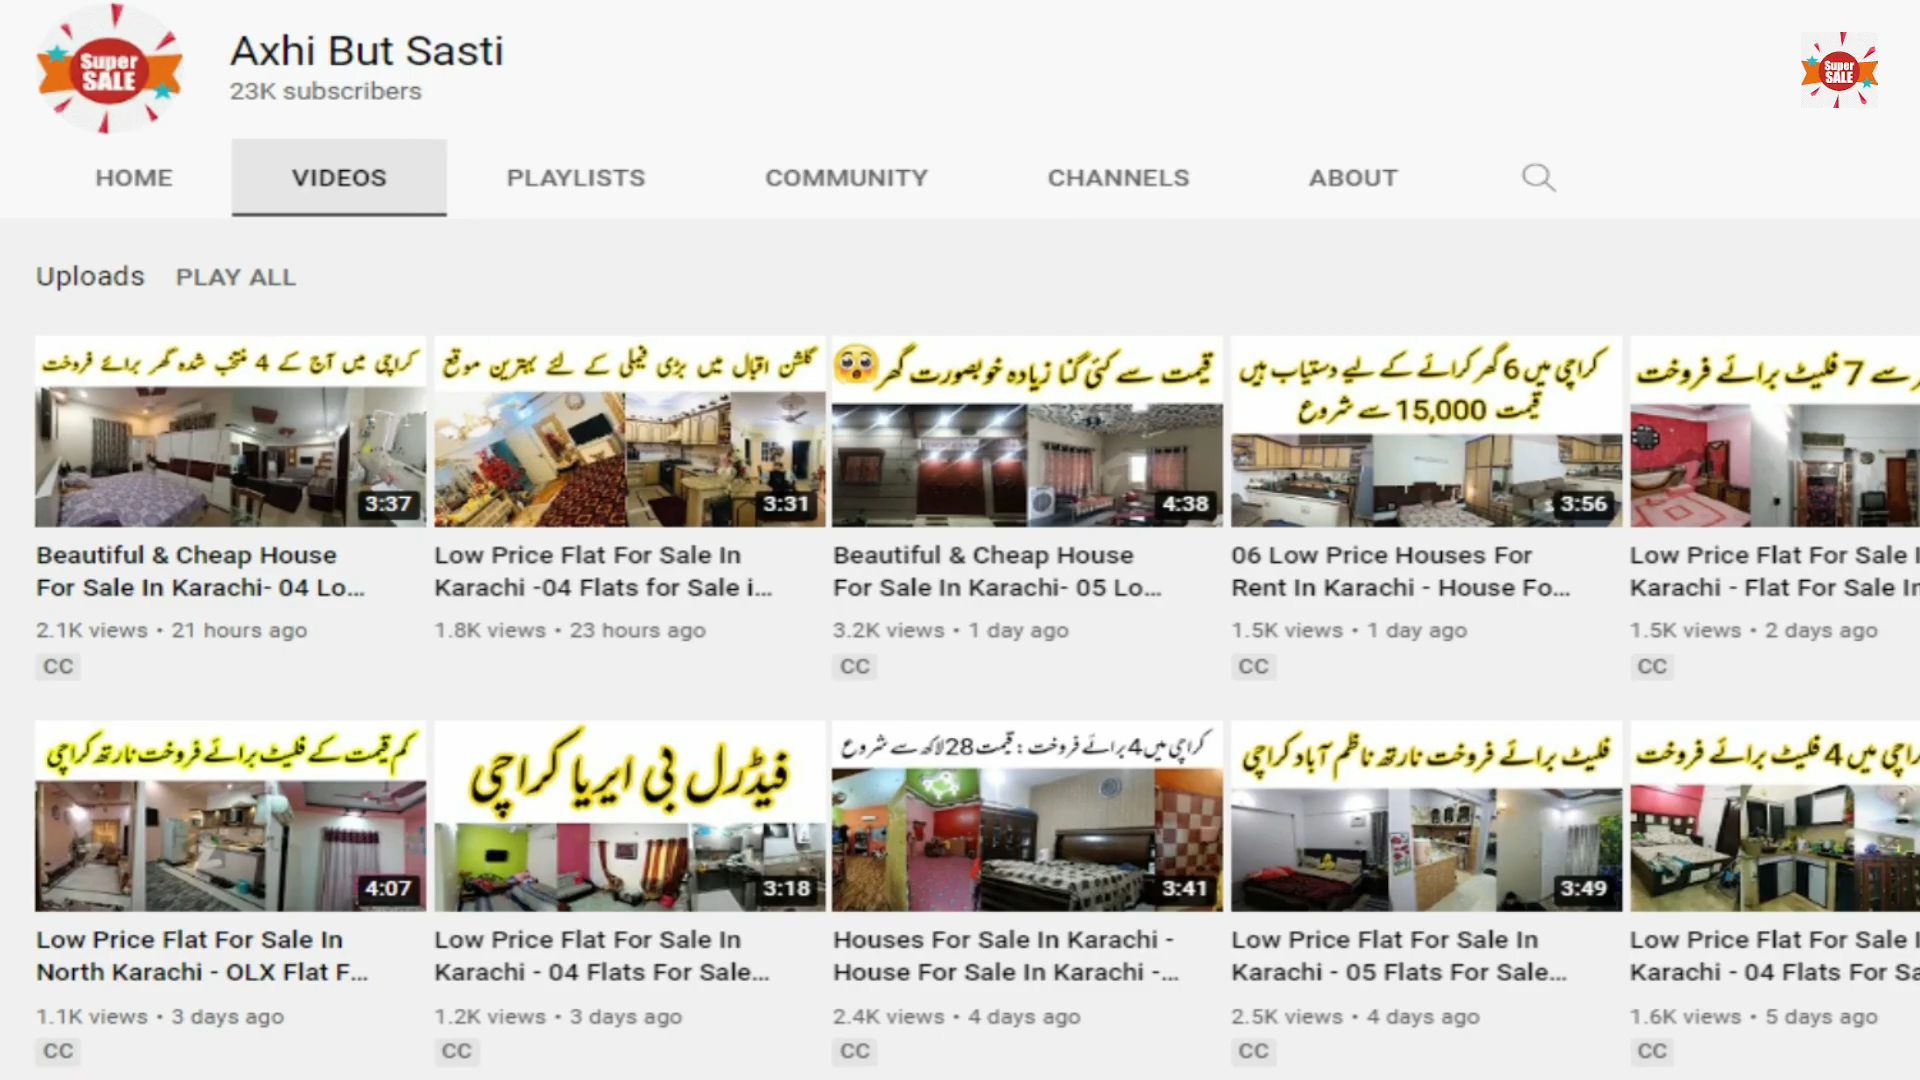 Super
SALE
Axhi But Sasti
23K subscribers
Super
SALE
HOME
VIDEOS
PLAYLISTS
COMMUNITY
CHANNELS
ABOUT
Uploads PLAY ALL
کراچی میں آج کے 4 منتخب شدہ گھر برائے فروخت
3:37
Beautiful & Cheap House
For Sale In Karachi- 04 Lo...
2.1K views • 21 hours ago
CC
گلشن اقبال میں بڑی فیملی کے لئے بہترین موقع
3:31
Low Price Flat For Sale In
Karachi -04 Flats for Sale i...
1.8K views • 23 hours ago
قیمت سے کئی گنا زیادہ خوبصورت گھر
4:38
Beautiful & Cheap House
For Sale In Karachi- 05 Lo...
3.2K views • 1 day ago
CC
کراچی میں 6 گھر کرائے کے لیے دستیاب ہیں
قیمت 15,000 سے شروع
3:56
06 Low Price Houses For
Rent In Karachi - House Fo...
1.5K views • 1 day ago
CC
سے 7 فلیٹ برائے فروخت
Low Price Flat For Sale I
Karachi - Flat For Sale In
1.5K views • 2 days ago
CC
کم قیمت کے فلیٹ برائے فروخت نارتھ کراچی
4:07
Low Price Flat For Sale In
North Karachi - OLX Flat F...
1.1K views • 3 days ago
CC
فیڈرل بی ایریا کراچی
3:18
Low Price Flat For Sale In
Karachi - 04 Flats For Sale...
1.2K views • 3 days ago
CC
کراچی میں 4 برائے فروخت : قیمت 28 لاکھ سے شروع
3:41
Houses For Sale In Karachi -
House For Sale In Karachi -...
2.4K views • 4 days ago
CC
فلیٹ برائے فروخت نارتھ ناظم آباد کراچی
3:49
Low Price Flat For Sale In
Karachi - 05 Flats For Sale...
2.5K views • 4 days ago
CC
راچی میں 4 فلیٹ برائے فروخت
Low Price Flat For Sale I
Karachi - 04 Flats For Sa
1.6K views • 5 days ago
CC